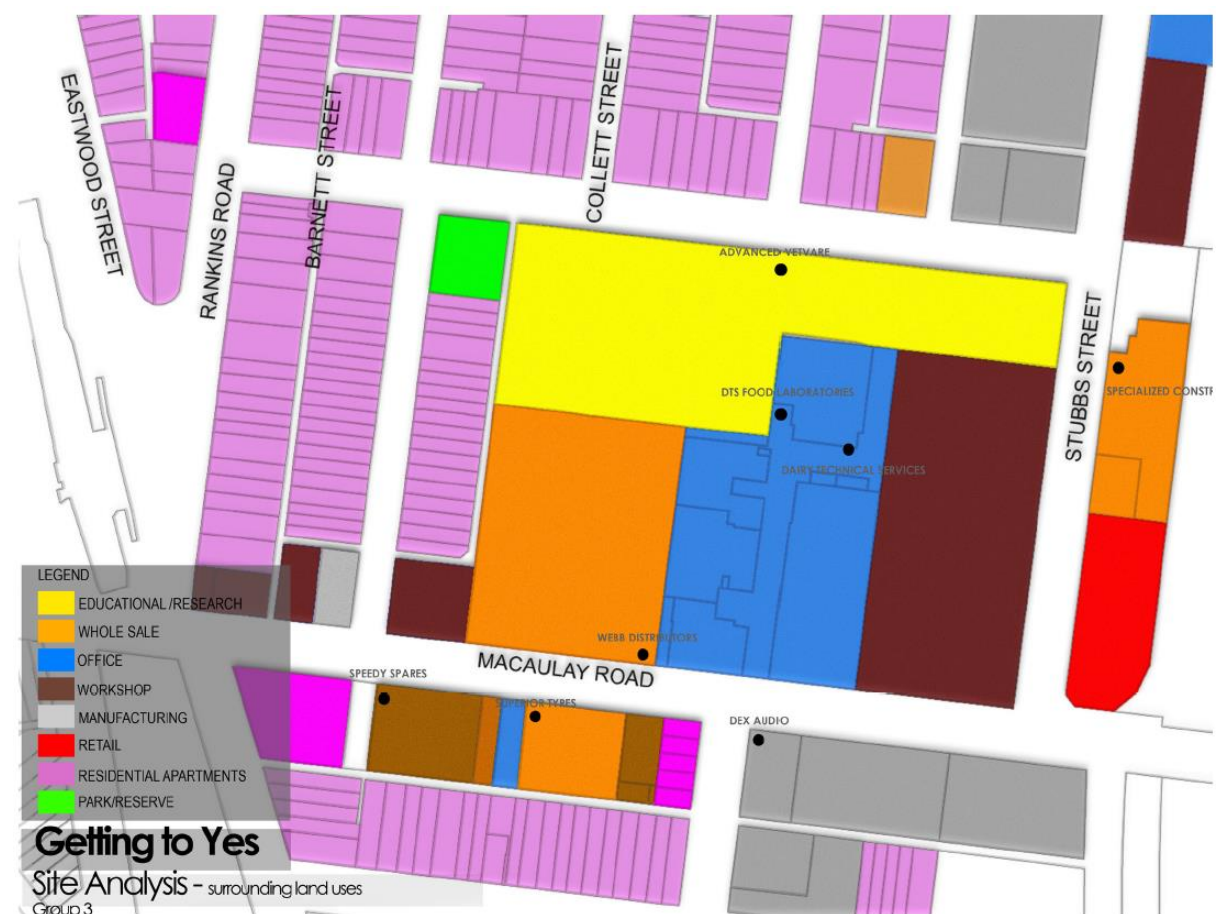 EASTWOOD STREET
RANKINS ROAD
BARNETT STREET
COLLETT STREET
ADVANCED VETVARE
STUBBS STREET
SPECIALIZED CONSTR
DTS FOOD LABORATORIES
DAIRY TECHNICAL SERVICES
WEBB DISTRIBUTORS
MACAULAY ROAD
SPEEDY SPARES
SUPERIOR TYRES
DEX AUDIO
LEGEND
EDUCATIONAL/RESEARCH
WHOLE SALE
OFFICE
WORKSHOP
MANUFACTURING
RETAIL
RESIDENTIAL APARTMENTS
PARK/RESERVE
Getting to Yes
Site Analysis - surrounding land uses
Group 3